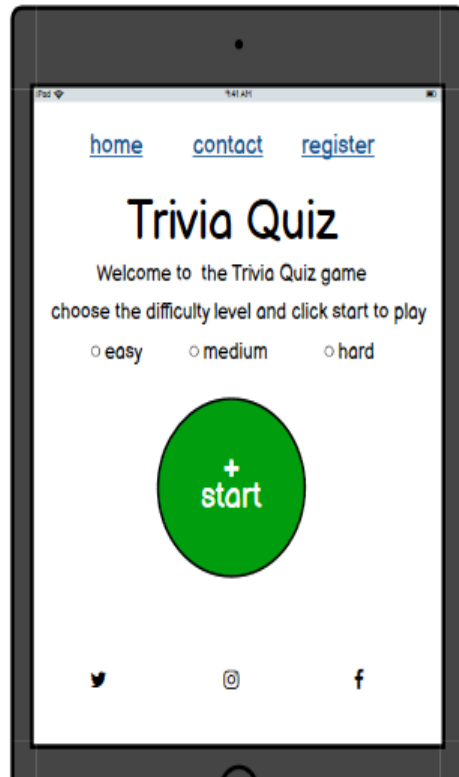 iPad 9:41 AM
home contact register
Trivia Quiz
Welcome to the Trivia Quiz game
choose the difficulty level and click start to play
easy medium hard
+
start